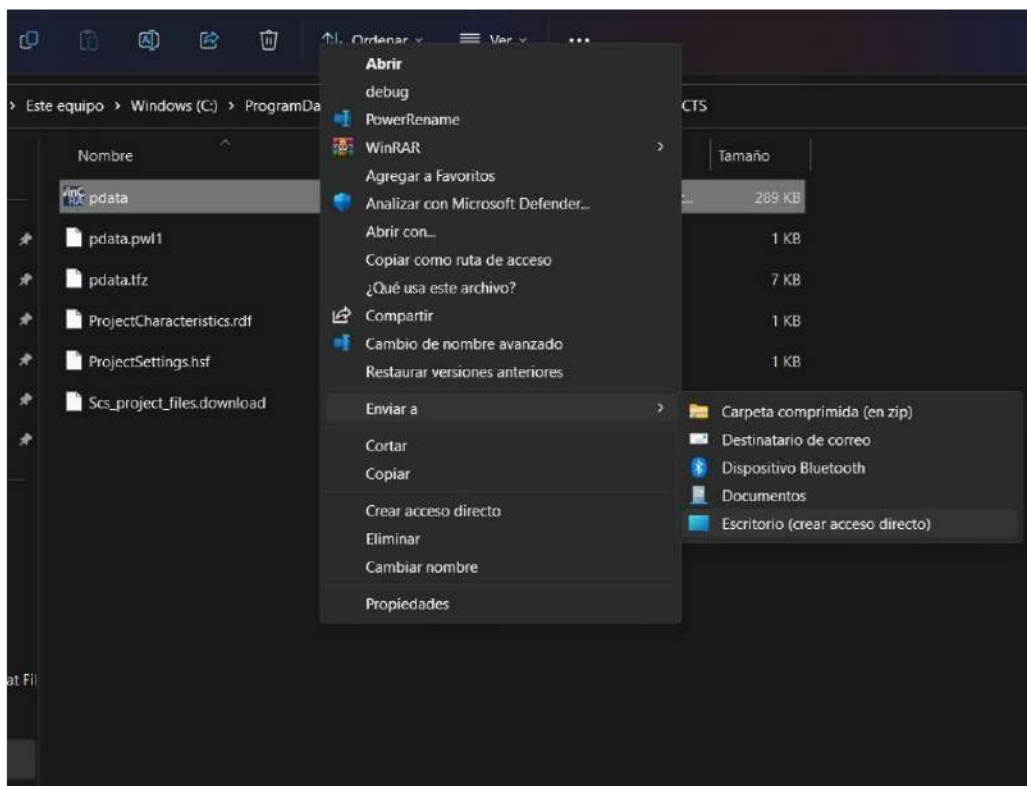 Ordenar
Ver
Este equipo > Windows (C:) > ProgramDa
CTS
Nombre
Tamaño
pdata
289 KB
pdata.pwl1
1 KB
pdata.tfz
7 KB
ProjectCharacteristics.rdf
1 KB
ProjectSettings.hsf
1 KB
Scs_project_files.download
Abrir
debug
PowerRename
WinRAR
Agregar a Favoritos
Analizar con Microsoft Defender...
Abrir con...
Copiar como ruta de acceso
¿Qué usa este archivo?
Compartir
Cambio de nombre avanzado
Restaurar versiones anteriores
Enviar a
Cortar
Copiar
Crear acceso directo
Eliminar
Cambiar nombre
Propiedades
Carpeta comprimida (en zip)
Destinatario de correo
Dispositivo Bluetooth
Documentos
Escritorio (crear acceso directo)
at Fil